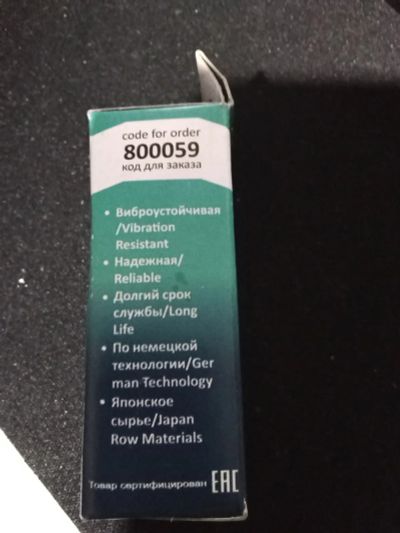 code for order
800059
код для заказа
• Виброустойчивая
/Vibration
Resistant
• Надежная/
Reliable
• Долгий срок
службы/Long
Life
• По немецкой
технологии/Ger
man Technology
• Японское
сырье/Japan
Row Materials
Товар сертифицирован EAC